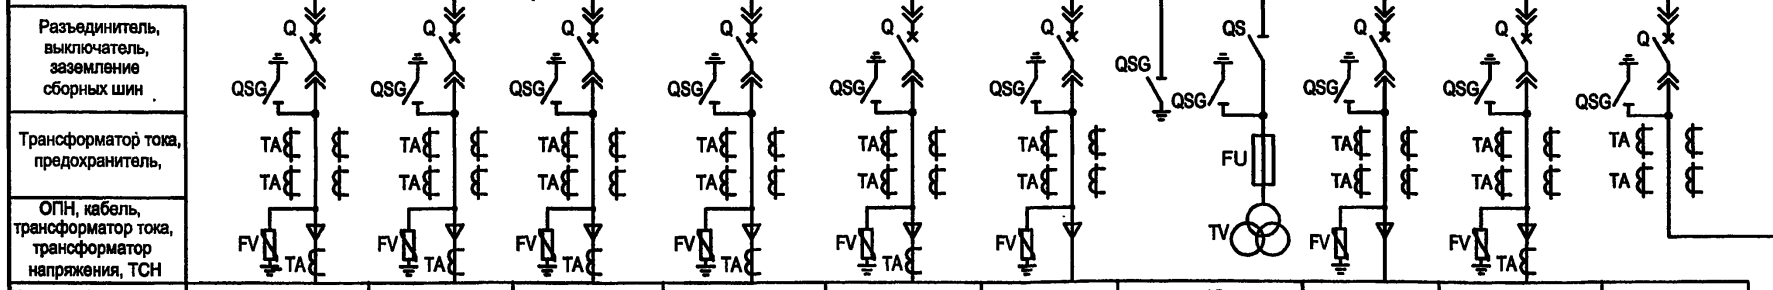 Разъединитель,
выключатель,
заземление
сборных шин
Q Q Q Q Q Q QS Q Q Q
QSG QSG QSG QSG QSG QSG QSG QSG QSG QSG QSG
Трансформатор тока,
предохранитель,
TA TA TA TA TA TA FU TA TA TA
TA TA TA TA TA TA TA TA TA
ОПН, кабель,
трансформатор тока,
трансформатор
напряжения, ТСН
FV FV FV FV FV FV TV FV FV
TA TA TA TA TA TA